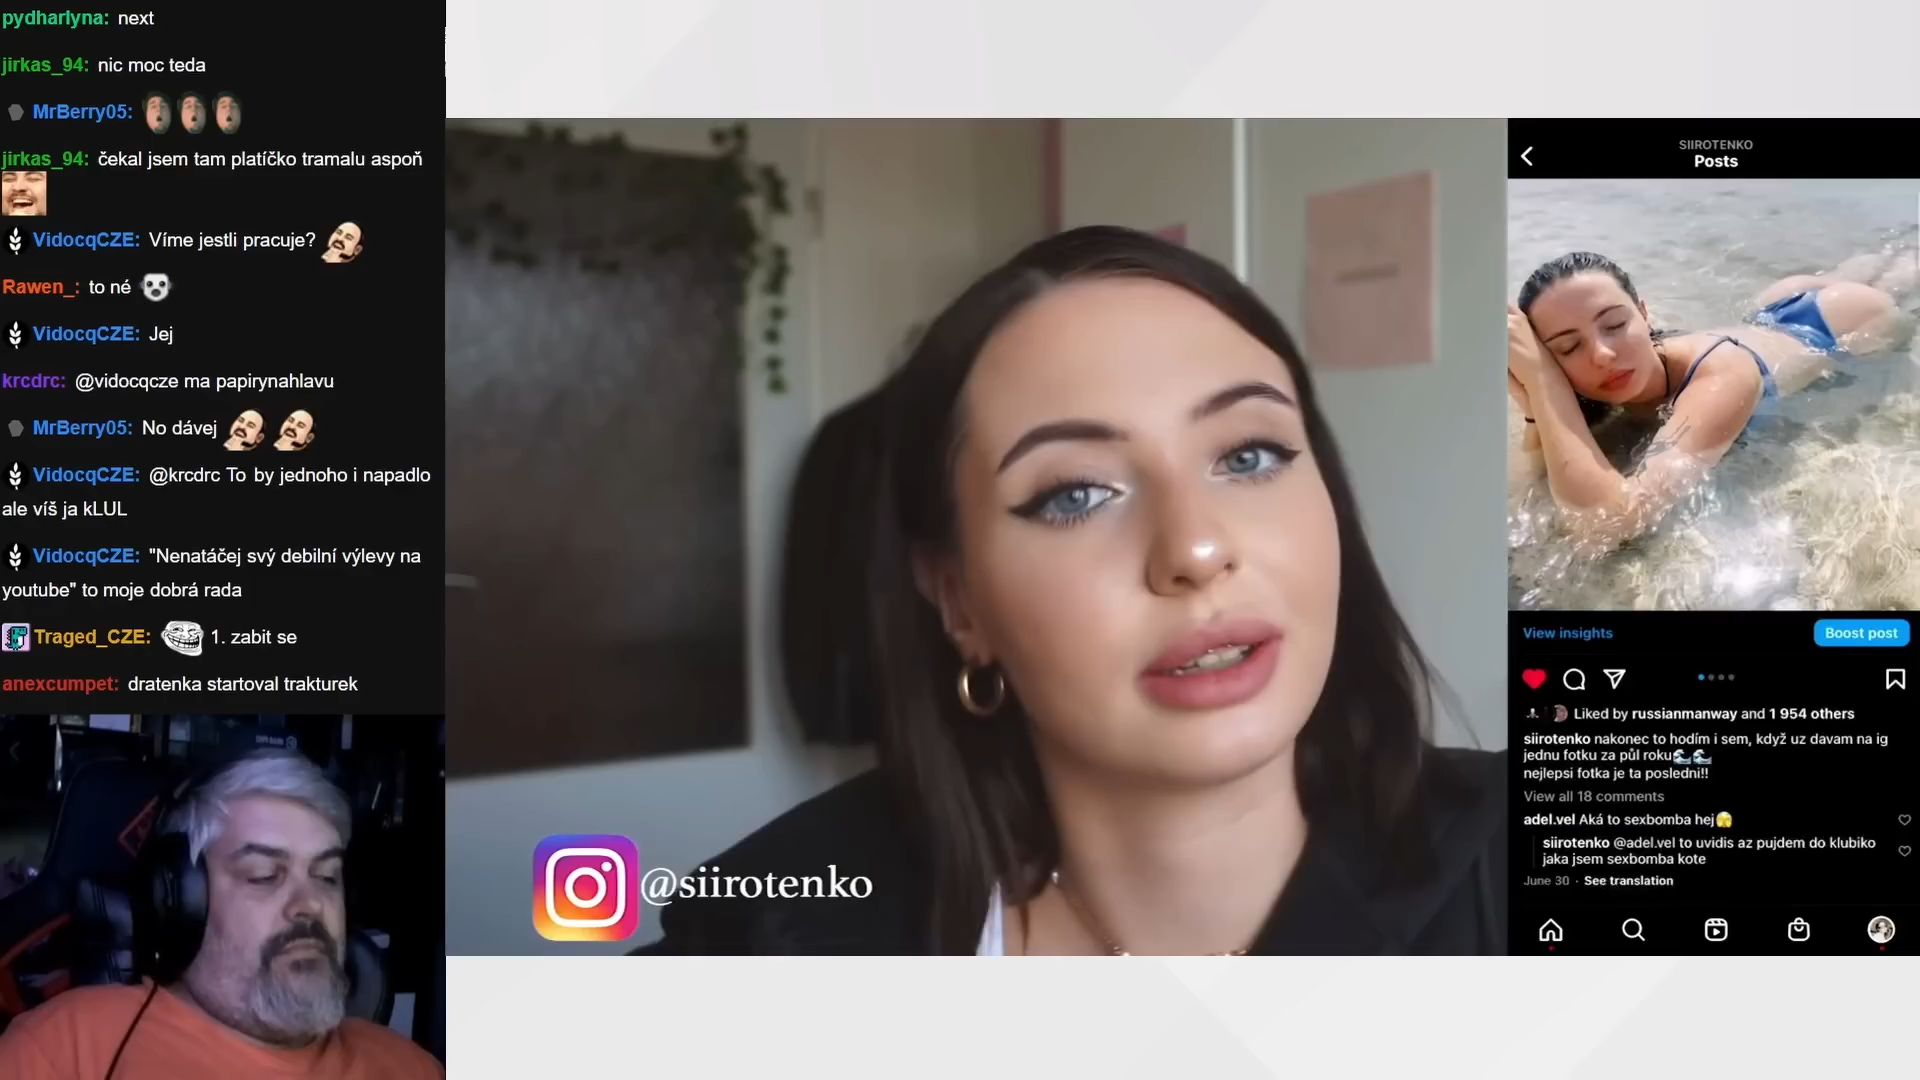 pydharlyna: next
jirkas_94: nic moc teda
MrBerry05:
jirkas_94: čekal jsem tam platíčko tramalu aspoň
VidocqCZE: Víme jestli pracuje?
Rawen_: to né
VidocqCZE: Jej
krcdrc: @vidocqcze ma papirynahlavu
MrBerry05: No dávej
VidocqCZE: @krcdrc To by jednoho i napadlo
ale víš ja kLUL
VidocqCZE: "Nenatáčej svý debilní výlevy na
youtube" to moje dobrá rada
Traged_CZE: 1. zabit se
anexcumpet: dratenka startoval trakturek
@siirotenko
SIIROTENKO
Posts
View insights
Boost post
Liked by russianmanway and 1 954 others
siirotenko nakonec to hodím i sem, když uz davam na ig
jednu fotku za půl roku🌊🌊
nejlepsi fotka je ta posledni!!
View all 18 comments
adel.vel Aká to sexbomba hej🫣
siirotenko @adel.vel to uvidis az pujdem do klubiko
jaka jsem sexbomba kote
June 30 · See translation